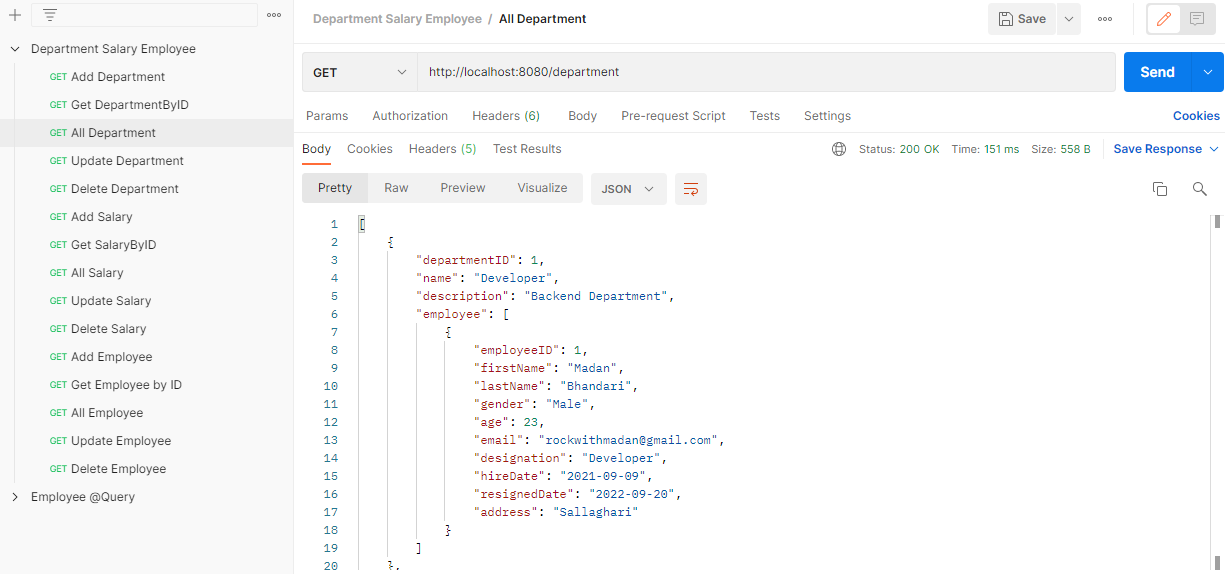 Department Salary Employee / All Department
Save
Department Salary Employee
GET Add Department
GET Get DepartmentByID
GET All Department
GET Update Department
GET Delete Department
GET Add Salary
GET Get SalaryByID
GET All Salary
GET Update Salary
GET Delete Salary
GET Add Employee
GET Get Employee by ID
GET All Employee
GET Update Employee
GET Delete Employee
Employee @Query
GET http://localhost:8080/department Send
Params Authorization Headers (6) Body Pre-request Script Tests Settings Cookies
Body Cookies Headers (5) Test Results Status: 200 OK Time: 151 ms Size: 558 B Save Response
Pretty Raw Preview Visualize JSON
1 [
2 {
3 "departmentID": 1,
4 "name": "Developer",
5 "description": "Backend Department",
6 "employee": [
7 {
8 "employeeID": 1,
9 "firstName": "Madan",
10 "lastName": "Bhandari",
11 "gender": "Male",
12 "age": 23,
13 "email": "rockwithmadan@gmail.com",
14 "designation": "Developer",
15 "hireDate": "2021-09-09",
16 "resignedDate": "2022-09-20",
17 "address": "Sallaghari"
18 }
19 ]
20 },